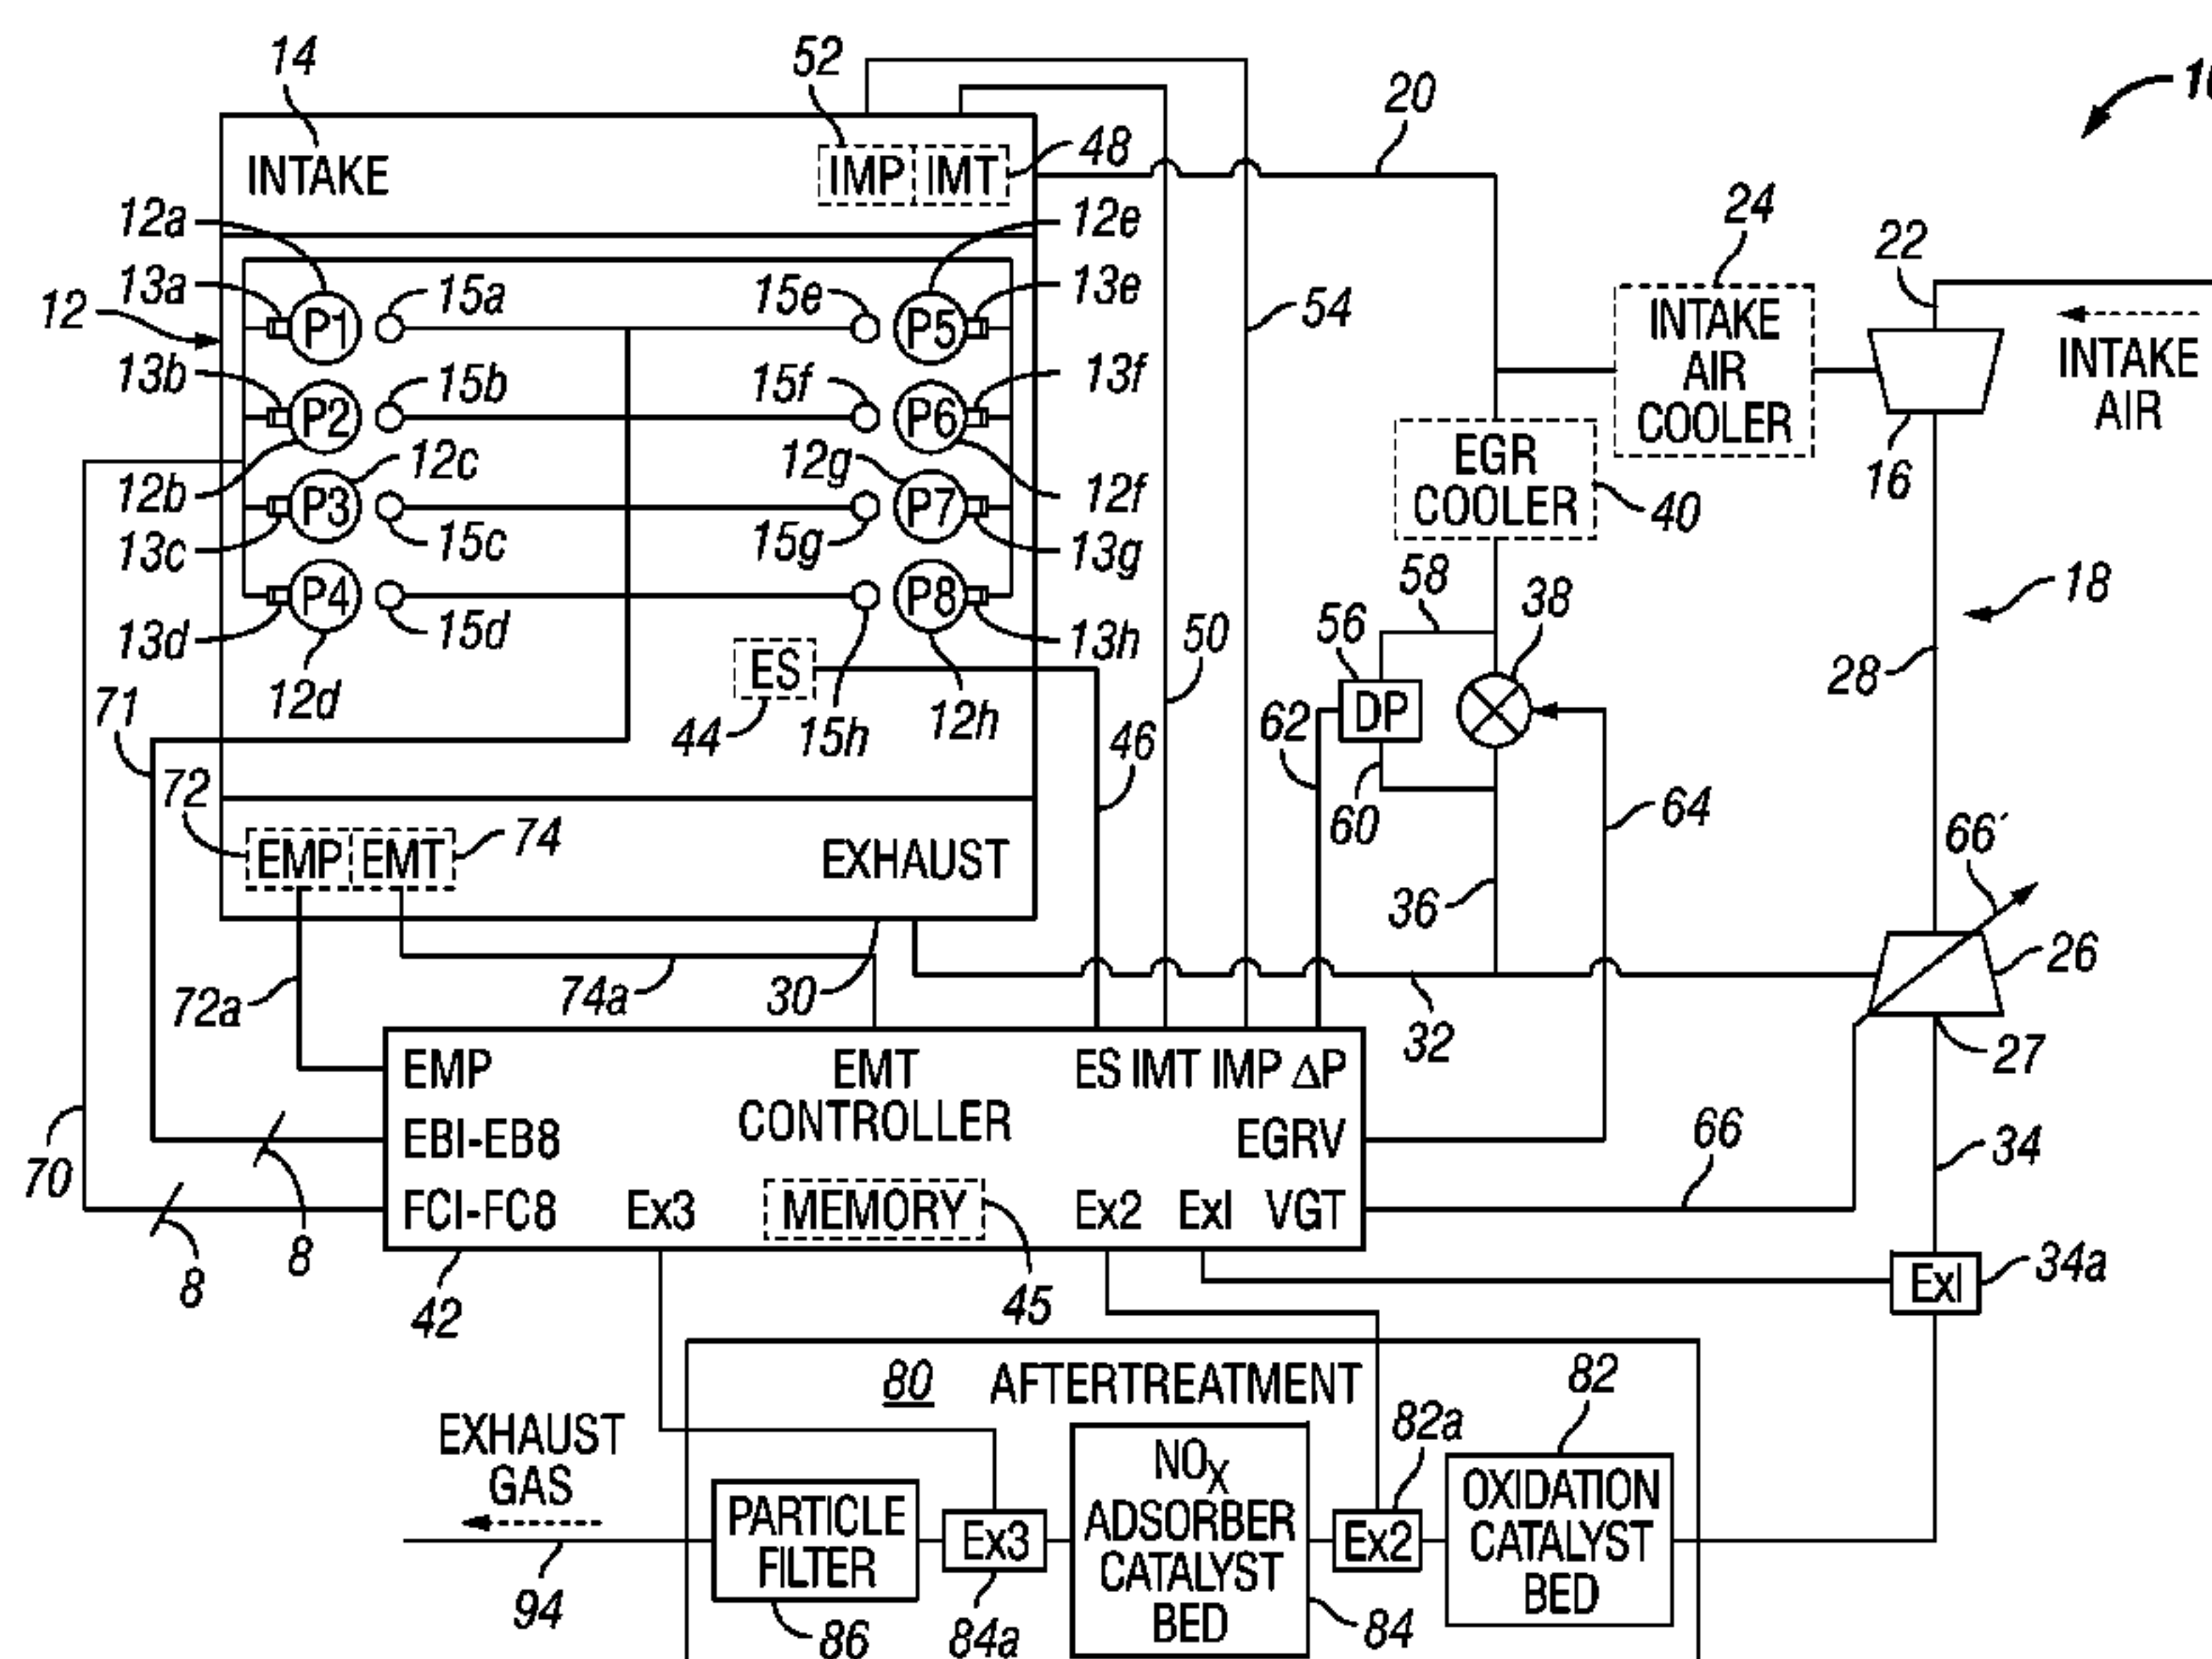 14
52
20
10
INTAKE
IMP
IMT
48
12a
12e
24
22
13a
15a
15e
13e
12
P1
P5
54
INTAKE
AIR
COOLER
INTAKE
AIR
13b
15b
15f
13f
P2
P6
16
12b
12c
12g
12f
EGR
COOLER
40
P3
P7
13c
15c
15g
13g
58
38
18
P4
P8
56
50
13d
15d
13h
28
ES
DP
71
12d
44
15h
12h
46
62
72
60
64
66´
EMP
EMT
74
EXHAUST
36
26
72a
74a
30
32
27
EMP
EMT
ES
IMT
IMP
ΔP
CONTROLLER
EBI-EB8
EGRV
66
34
70
FCI-FC8
Ex3
MEMORY
Ex2
ExI
VGT
8
8
42
45
ExI
34a
80
AFTERTREATMENT
82
EXHAUST
GAS
82a
NOX
ADSORBER
CATALYST
BED
PARTICLE
FILTER
Ex3
Ex2
OXIDATION
CATALYST
BED
94
86
84a
84